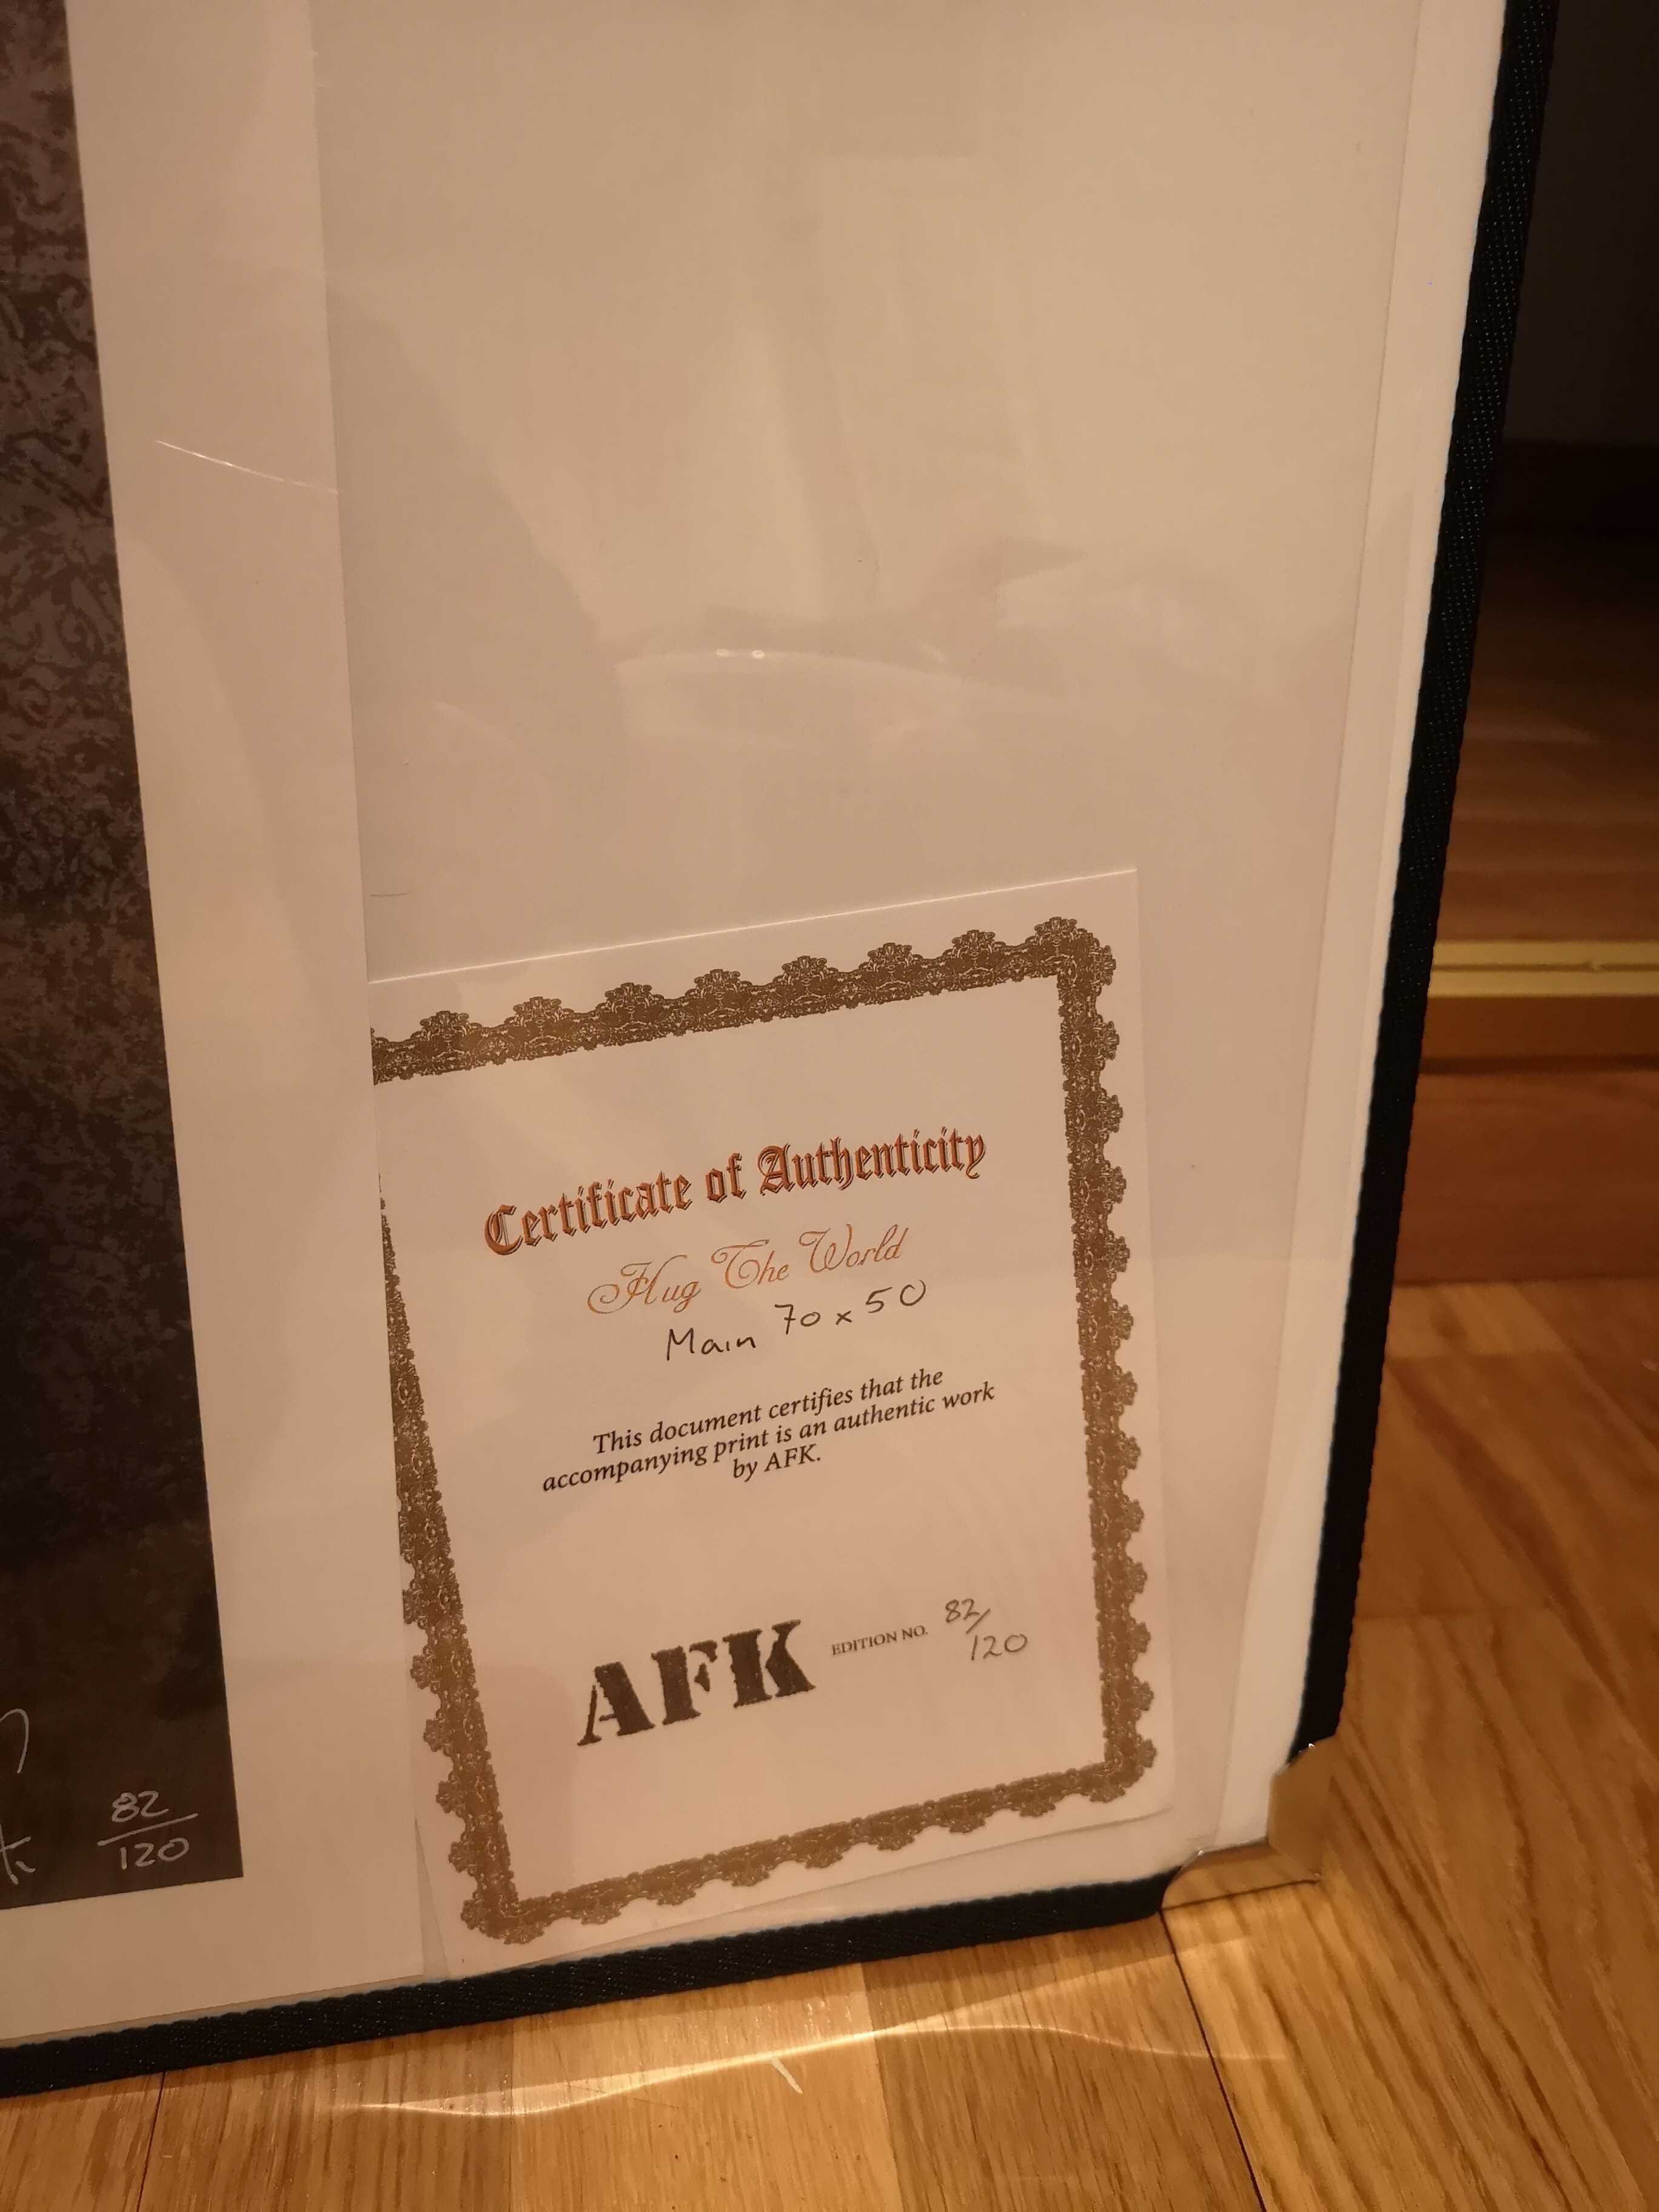 Certificate of Authenticity
Hug The World
Main 70 x 50
This document certifies that the
accompanying print is an authentic work
by AFK.
AFK
EDITION NO. 82/
120
82
120